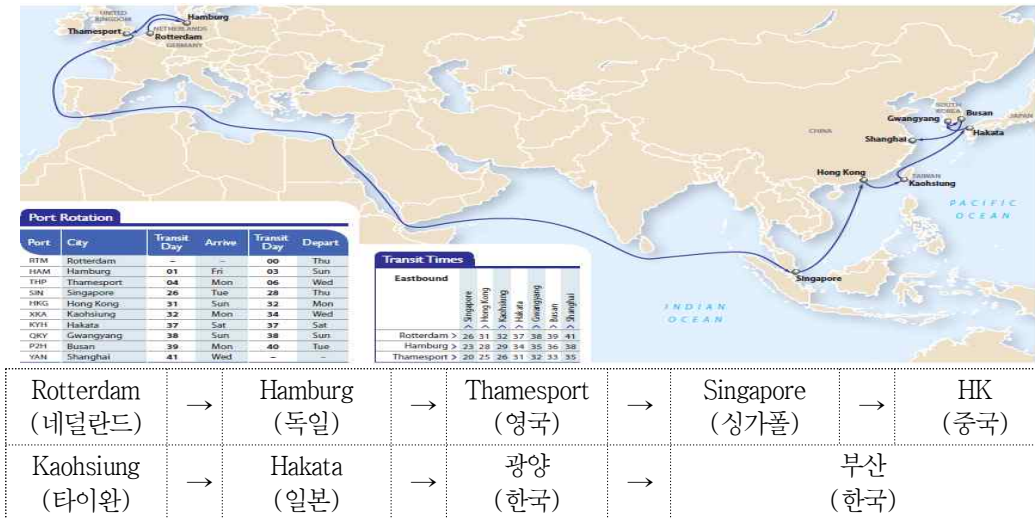 UNITED
KINGDOM
Hamburg
Thamesport
NETHERLANDS
Rotterdam
GERMANY
CHINA
SOUTH
KOREA
Busan
JAPAN
Gwangyang
Hakata
Shanghai
Hong Kong
TAIWAN
Kaohsiung
PACIFIC
OCEAN
Singapore
INDIAN
OCEAN
Port Rotation
Port City Transit Day Arrive Transit Day Depart
RTM Rotterdam – – 00 Thu
HAM Hamburg 01 Fri 03 Sun
THP Thamesport 04 Mon 06 Wed
SIN Singapore 26 Tue 28 Thu
HKG Hong Kong 31 Sun 32 Mon
XKA Kaohsiung 32 Mon 34 Wed
KYH Hakata 37 Sat 37 Sat
QKY Gwangyang 38 Sun 38 Sun
P2H Busan 39 Mon 40 Tue
YAN Shanghai 41 Wed – –
Transit Times
Eastbound
Singapore Hong Kong Kaohsiung Hakata Gwangyang Busan Shanghai
Rotterdam > 26 31 32 37 38 39 41
Hamburg > 23 28 29 34 35 36 38
Thamesport > 20 25 26 31 32 33 35
Rotterdam → Hamburg → Thamesport → Singapore → HK
(네덜란드) (독일) (영국) (싱가폴) (중국)
Kaohsiung → Hakata → 광양 → 부산
(타이완) (일본) (한국) (한국)